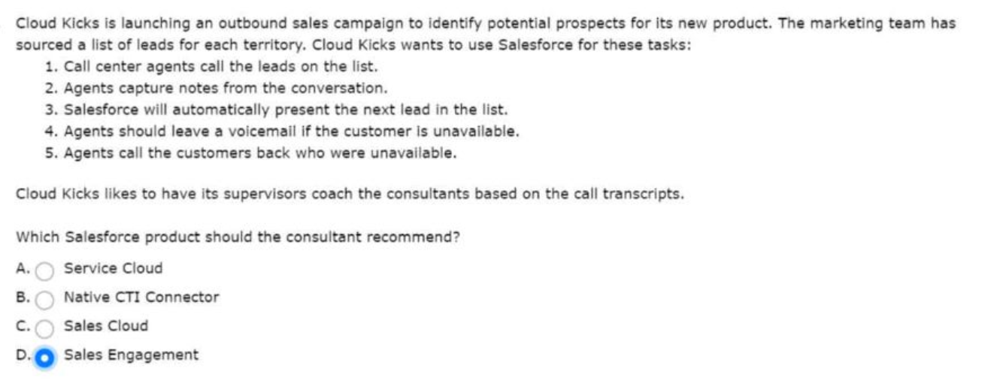 Cloud Kicks is launching an outbound sales campaign to identify potential prospects for its new product. The marketing team has
sourced a list of leads for each territory. Cloud Kicks wants to use Salesforce for these tasks:
1. Call center agents call the leads on the list.
2. Agents capture notes from the conversation.
3. Salesforce will automatically present the next lead in the list.
4. Agents should leave a voicemail if the customer is unavailable.
5. Agents call the customers back who were unavailable.
Cloud Kicks likes to have its supervisors coach the consultants based on the call transcripts.
Which Salesforce product should the consultant recommend?
A. Service Cloud
B. Native CTI Connector
C. Sales Cloud
D. Sales Engagement